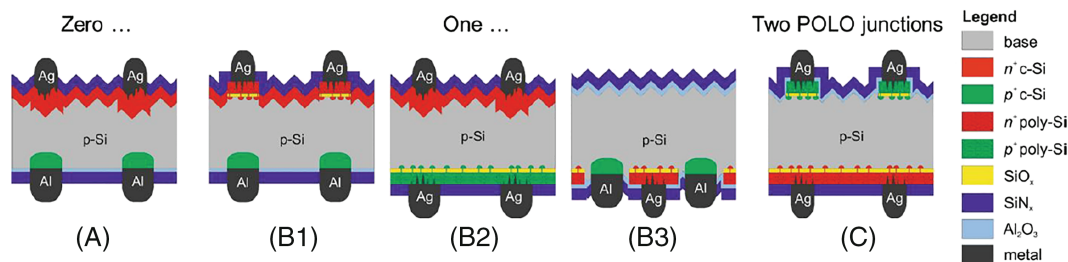 Zero ... One ... Two POLO junctions
Ag Ag Ag Ag Ag Ag Ag Ag
p-Si p-Si p-Si p-Si p-Si
Al Al Al Al Ag Ag Al Ag Al Ag Ag
(A) (B1) (B2) (B3) (C)
Legend
base
n⁺c-Si
p⁺c-Si
n⁺poly-Si
p⁺poly-Si
SiOₓ
SiNₓ
Al₂O₃
metal